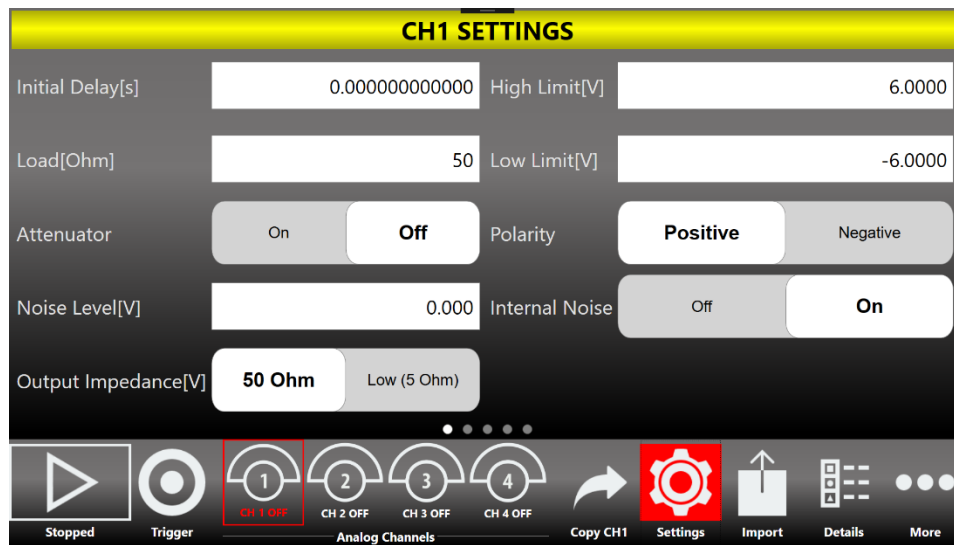 CH1 SETTINGS
Initial Delay[s] 0.000000000000 High Limit[V] 6.0000
Load[Ohm] 50 Low Limit[V] -6.0000
Attenuator On Off Polarity Positive Negative
Noise Level[V] 0.000 Internal Noise Off On
Output Impedance[V] 50 Ohm Low (5 Ohm)
1 2 3 4
CH 1 OFF CH 2 OFF CH 3 OFF CH 4 OFF
Stopped Trigger Analog Channels Copy CH1 Settings Import Details More